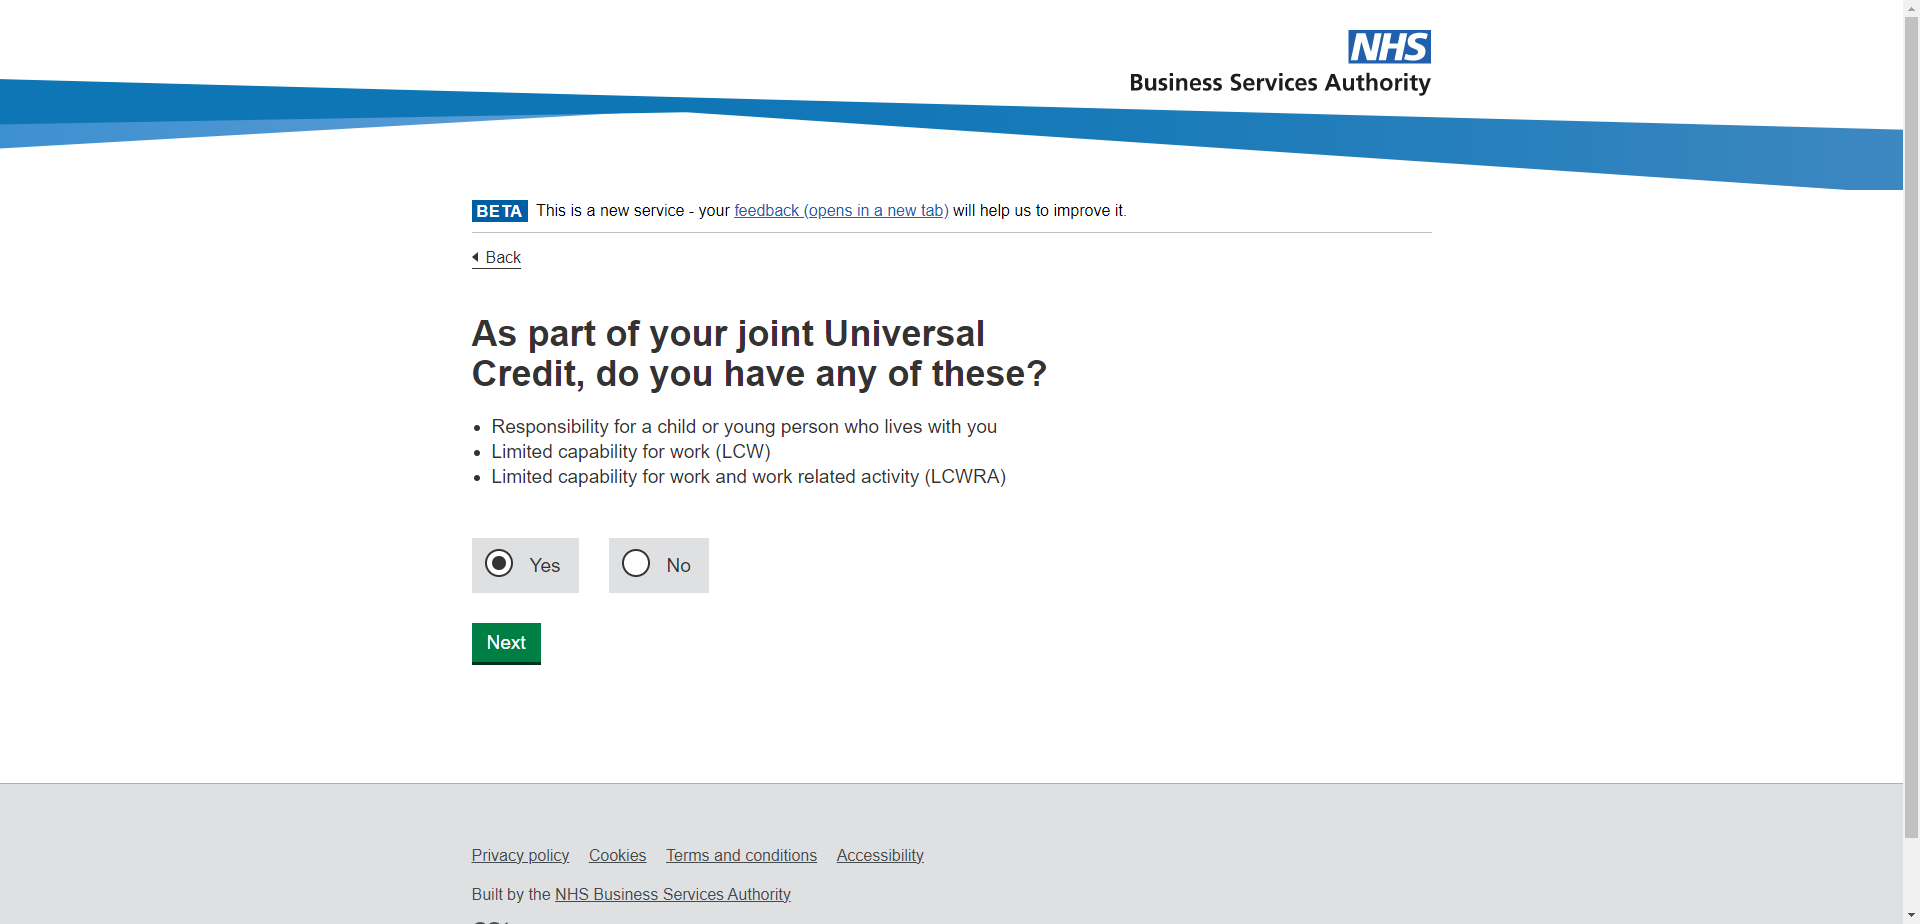 NHS
Business Services Authority
BETA This is a new service - your feedback (opens in a new tab) will help us to improve it.
Back
As part of your joint Universal
Credit, do you have any of these?
• Responsibility for a child or young person who lives with you
• Limited capability for work (LCW)
• Limited capability for work and work related activity (LCWRA)
Yes No
Next
Privacy policy Cookies Terms and conditions Accessibility
Built by the NHS Business Services Authority